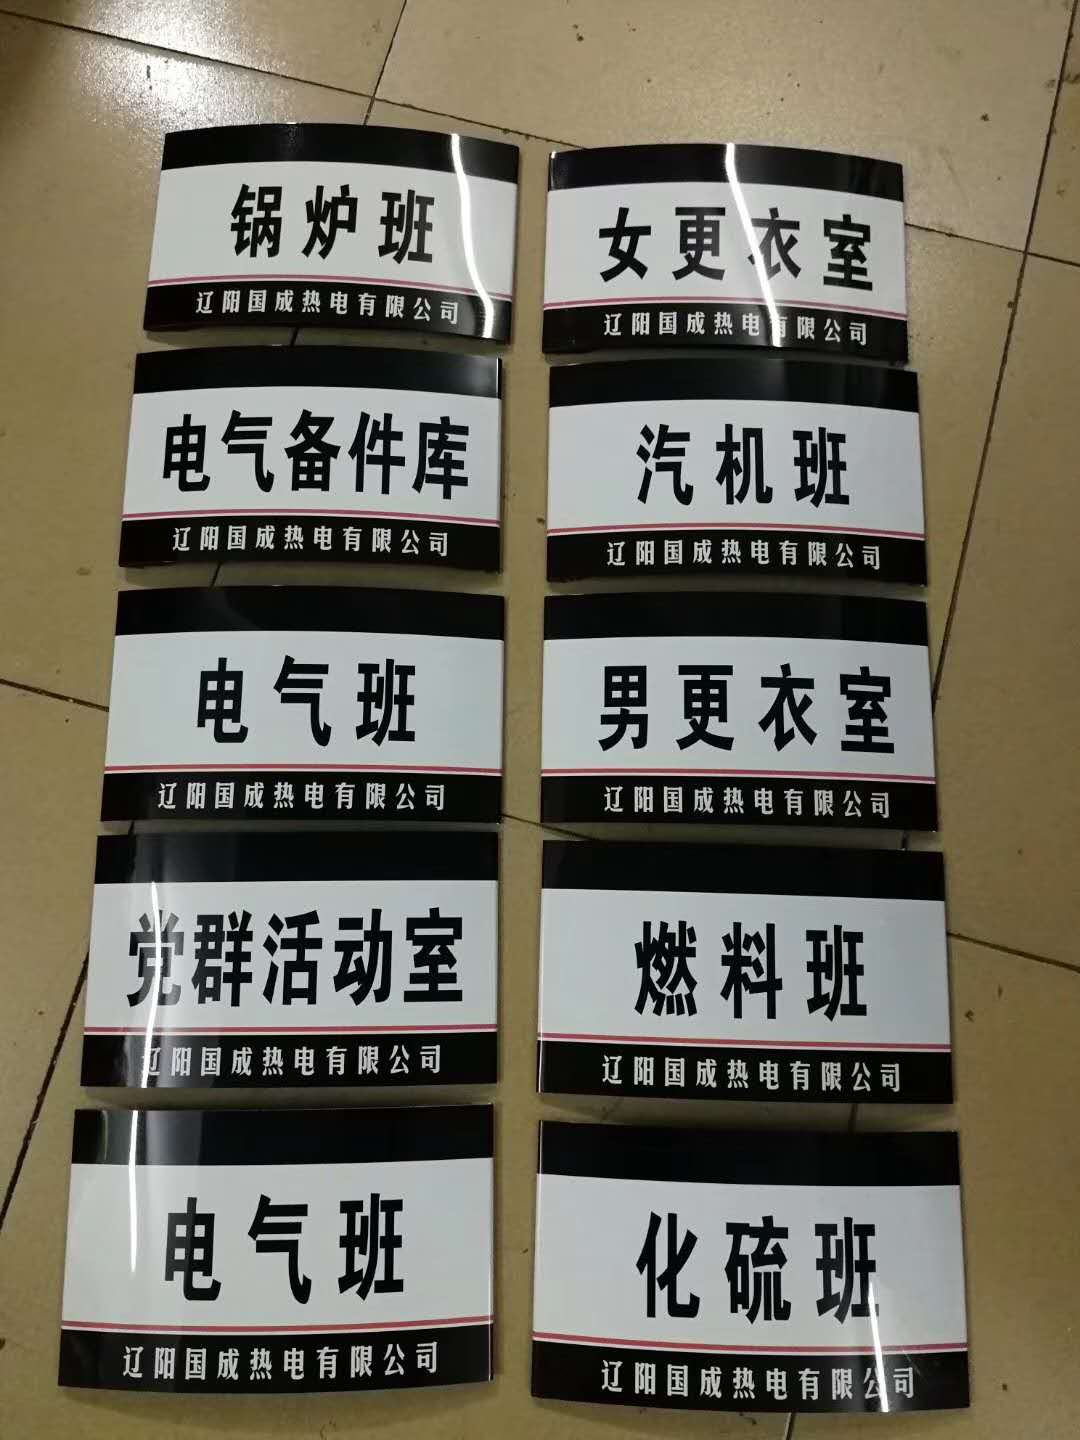 锅炉班
辽阳国成热电有限公司
女更衣室
辽阳国成热电有限公司
电气备件库
辽阳国成热电有限公司
汽机班
辽阳国成热电有限公司
电气班
辽阳国成热电有限公司
男更衣室
辽阳国成热电有限公司
党群活动室
辽阳国成热电有限公司
燃料班
辽阳国成热电有限公司
电气班
辽阳国成热电有限公司
化硫班
辽阳国成热电有限公司